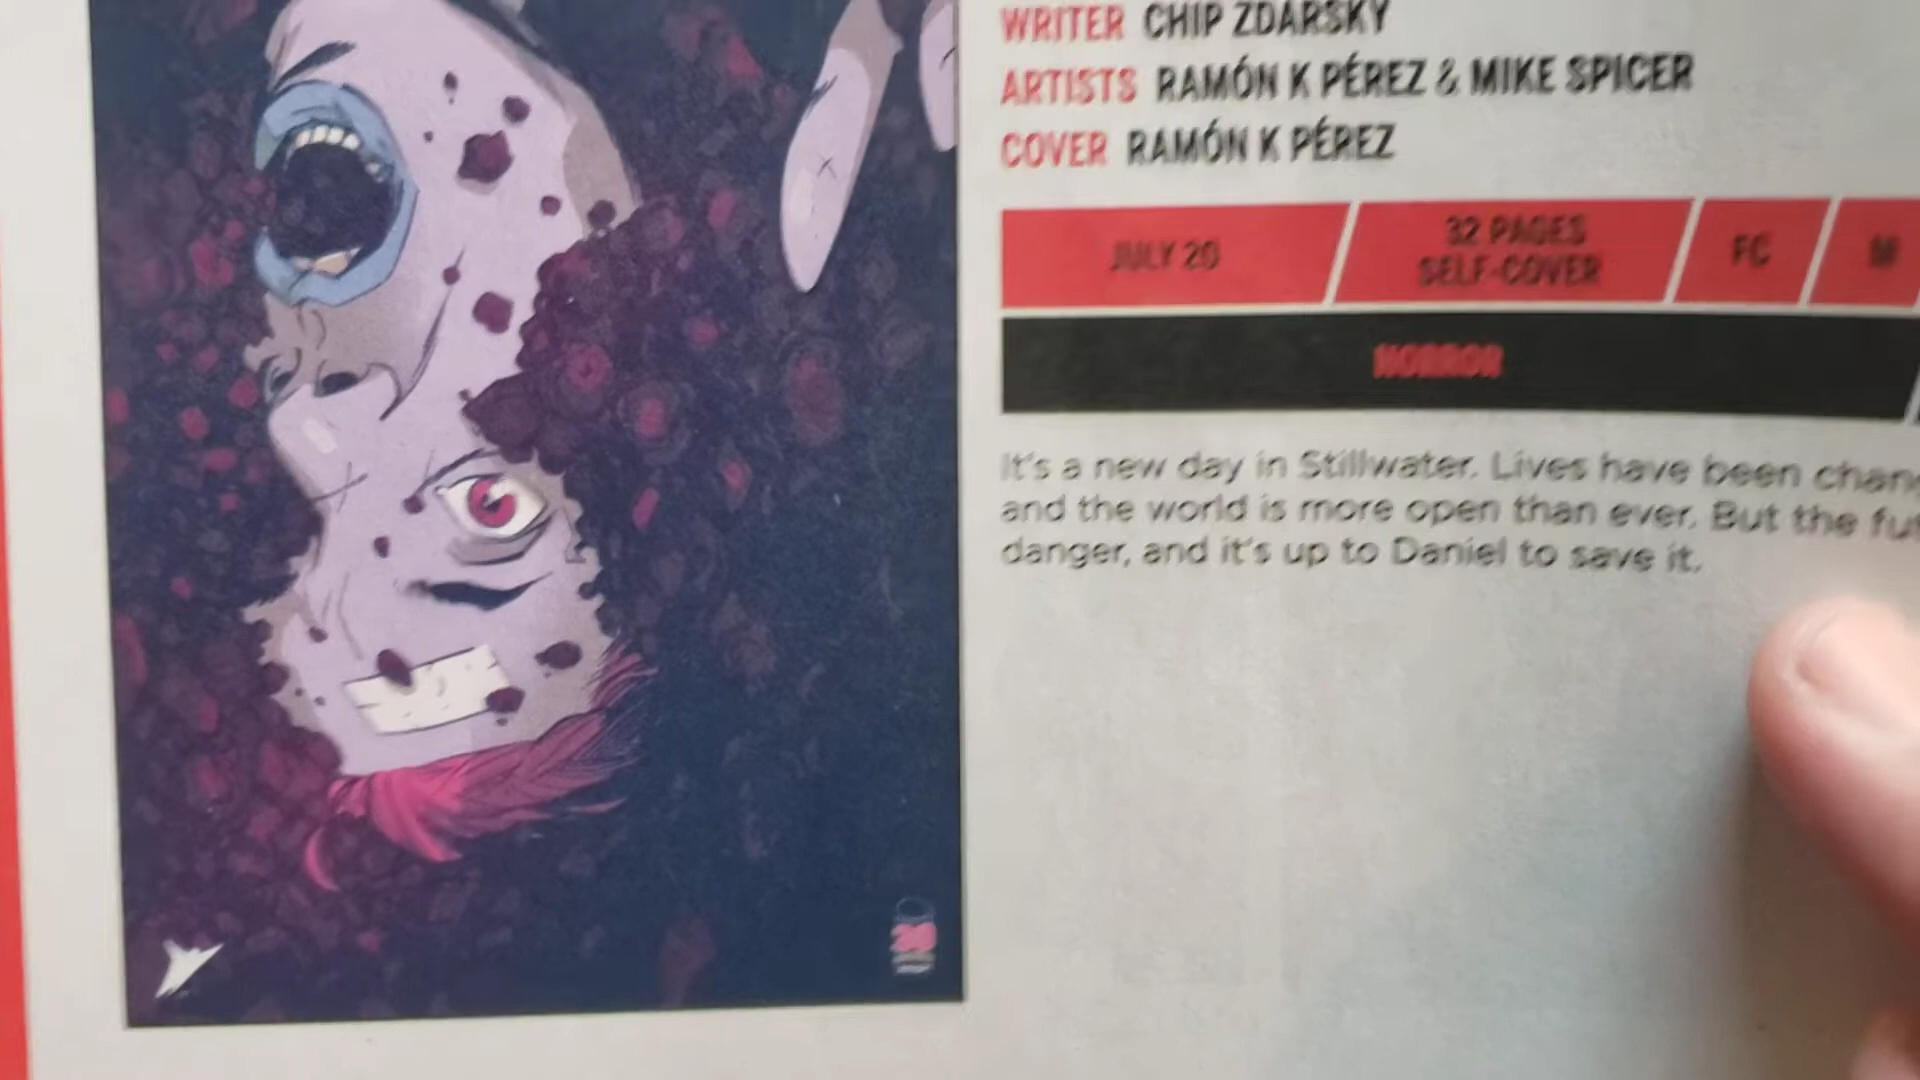 WRITER CHIP ZDARSKY
ARTISTS RAMÓN K PÉREZ & MIKE SPICER
COVER RAMÓN K PÉREZ
JULY 20
32 PAGES
SELF-COVER
FC
M
HORROR
It's a new day in Stillwater. Lives have been
and the world is more open than ever. But the
danger, and it's up to Daniel to save it.